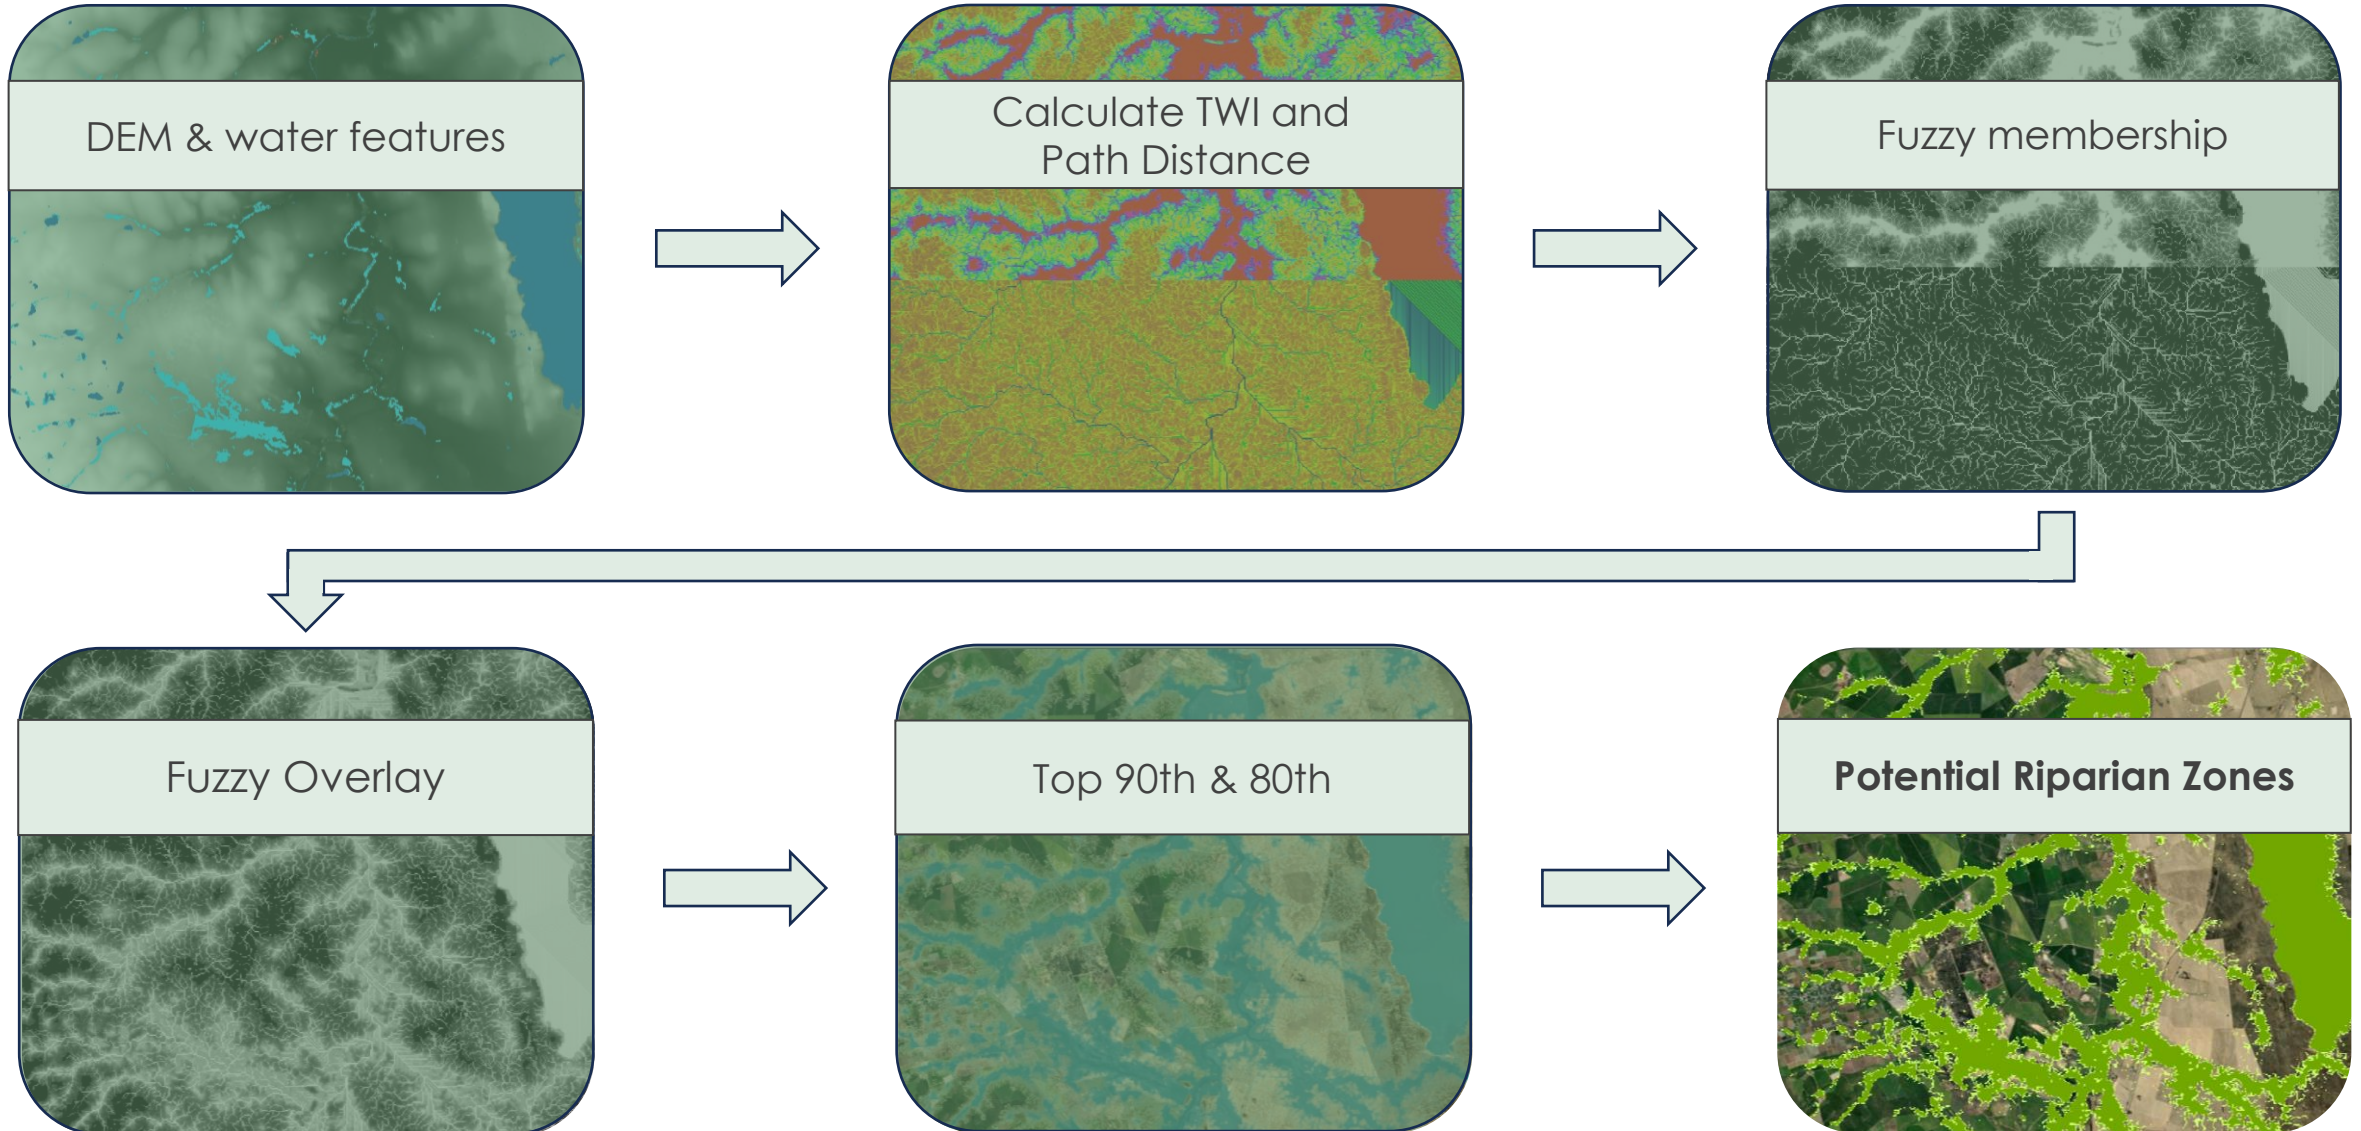 DEM & water features
Calculate TWI and
Path Distance
Fuzzy membership
Fuzzy Overlay
Top 90th & 80th
Potential Riparian Zones